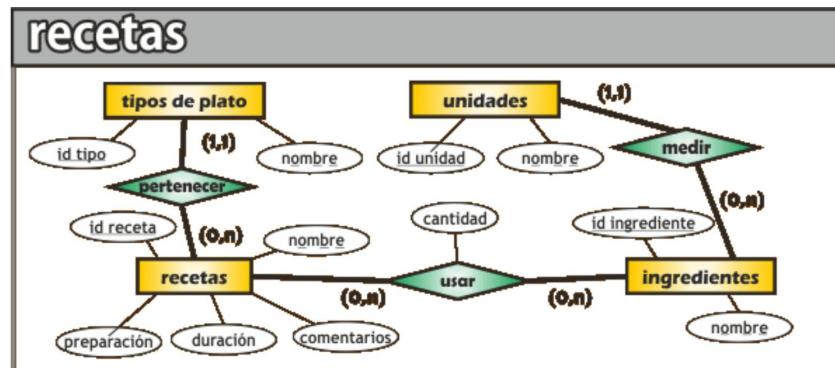 recetas
tipos de plato
unidades
(1,1)
(1,1)
id tipo
nombre
id unidad
nombre
medir
pertenecer
(0,n)
id receta
(0,n)
nombre
cantidad
id ingrediente
recetas
usar
ingredientes
(0,n)
(0,n)
preparación
duración
comentarios
nombre